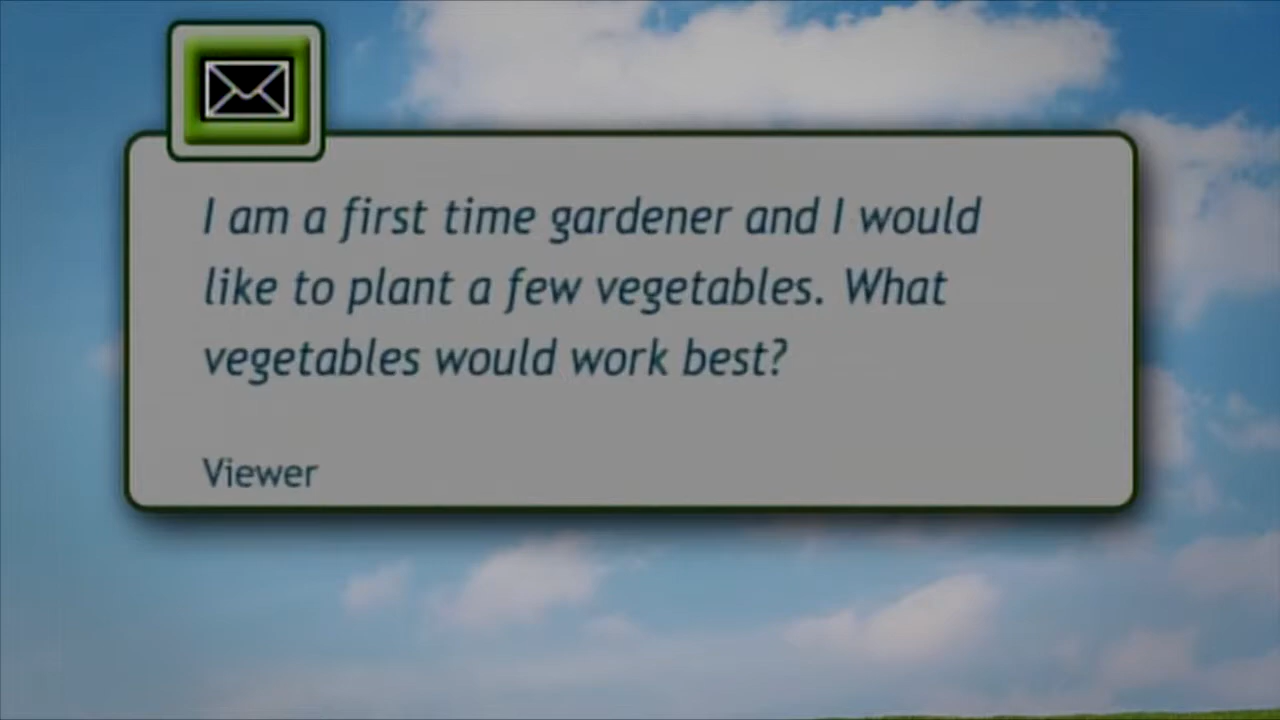 I am a first time gardener and I would
like to plant a few vegetables. What
vegetables would work best?
Viewer